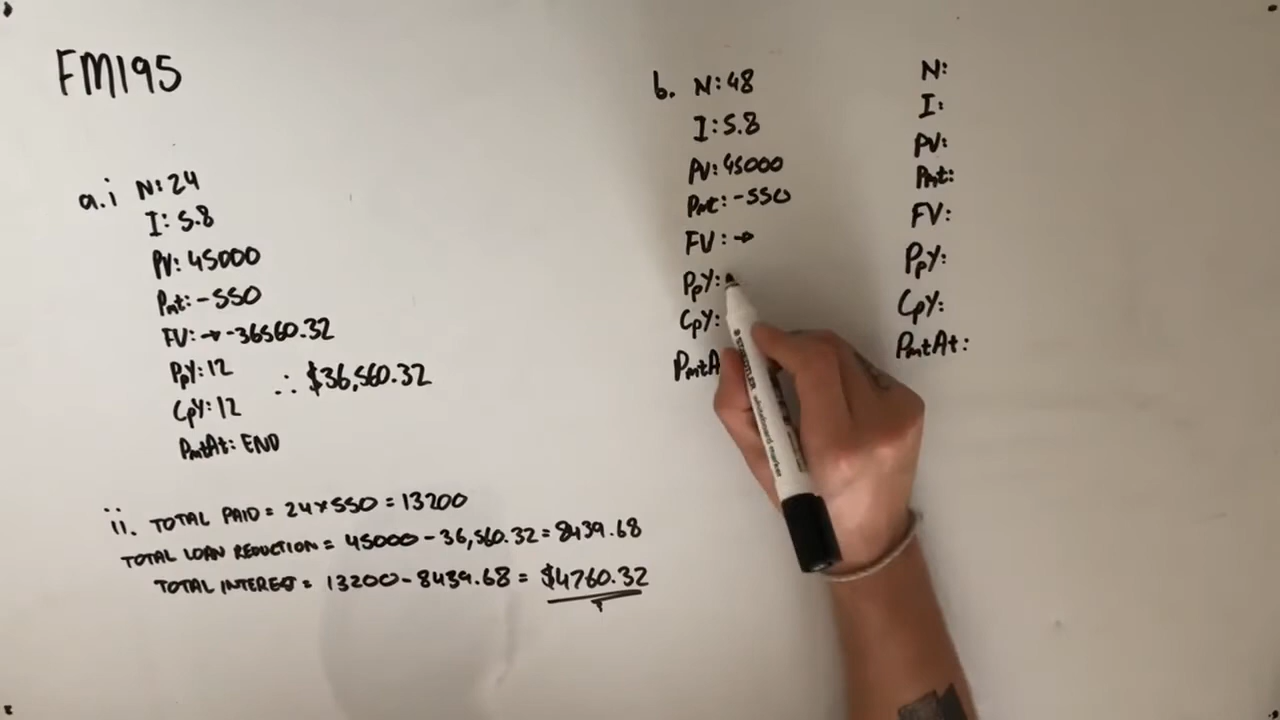 FM195
a.i N: 24
I: 5.8
PV: 45000
Pmt: -550
FV: → -36560.32
PpY: 12
∴ $36,560.32
CpY: 12
PmtAt: END
ii. TOTAL PAID = 24 × 550 = 13200
TOTAL LOAN REDUCTION = 45000 - 36,560.32 = 8439.68
TOTAL INTEREST = 13200 - 8439.68 = $4760.32
b. N: 48
I: 5.8
PV: 45000
Pmt: -550
FV: →
PpY:
CpY:
PmtA
N:
I:
PV:
Pmt:
FV:
PpY:
CpY:
PmtAt:
STAEDTLER whiteboard marker